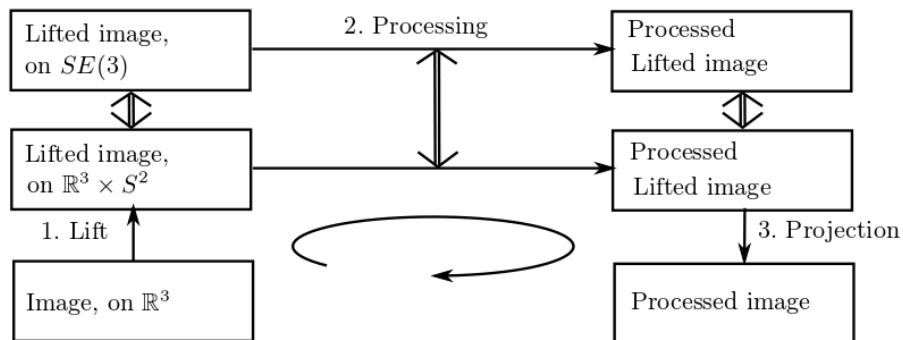 Lifted image,
on SE(3)
2. Processing
Processed
Lifted image
Lifted image,
on ℝ³ × S²
Processed
Lifted image
1. Lift
3. Projection
Image, on ℝ³
Processed image